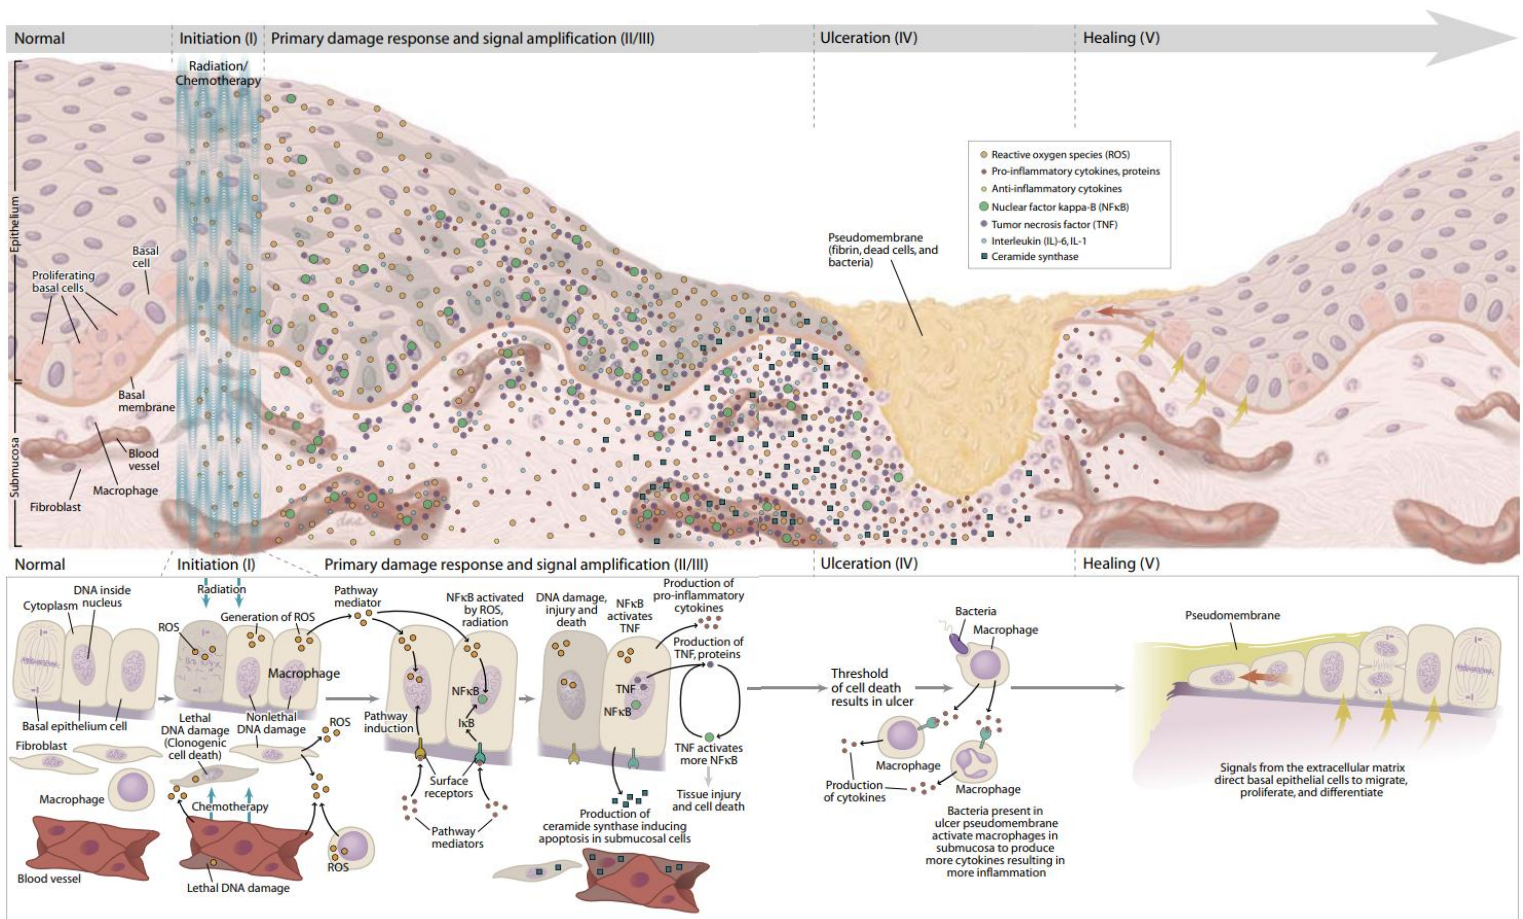 Normal
Initiation (I)
Primary damage response and signal amplification (II/III)
Ulceration (IV)
Healing (V)
Radiation/
Chemotherapy
Epithelium
Submucosa
Basal
cell
Proliferating
basal cells
Basal
membrane
Blood
vessel
Macrophage
Fibroblast
Pseudomembrane
(fibrin, dead cells, and
bacteria)
Reactive oxygen species (ROS)
Pro-inflammatory cytokines, proteins
Anti-inflammatory cytokines
Nuclear factor kappa-B (NFκB)
Tumor necrosis factor (TNF)
Interleukin (IL)-6, IL-1
Ceramide synthase
Normal
Initiation (I)
Primary damage response and signal amplification (II/III)
Ulceration (IV)
Healing (V)
DNA inside
nucleus
Cytoplasm
Basal epithelium cell
Fibroblast
Macrophage
Blood vessel
Radiation
ROS
Generation of ROS
Macrophage
Lethal
DNA damage
(Clonogenic
cell death)
Nonlethal
DNA damage
ROS
Chemotherapy
ROS
Lethal DNA damage
Pathway
mediator
NFκB activated
by ROS,
radiation
NFκB
IκB
Pathway
induction
Surface
receptors
Pathway
mediators
DNA damage,
injury and
death
NFκB
activates
TNF
TNF
NFκB
Production of
pro-inflammatory
cytokines
Production of
TNF, proteins
TNF activates
more NFκB
Tissue injury
and cell death
Production of
ceramide synthase inducing
apoptosis in submucosal cells
Threshold
of cell death
results in ulcer
Bacteria
Macrophage
Macrophage
Production
of cytokines
Macrophage
Bacteria present in
ulcer pseudomembrane
activate macrophages in
submucosa to produce
more cytokines resulting in
more inflammation
Pseudomembrane
Signals from the extracellular matrix
direct basal epithelial cells to migrate,
proliferate, and differentiate